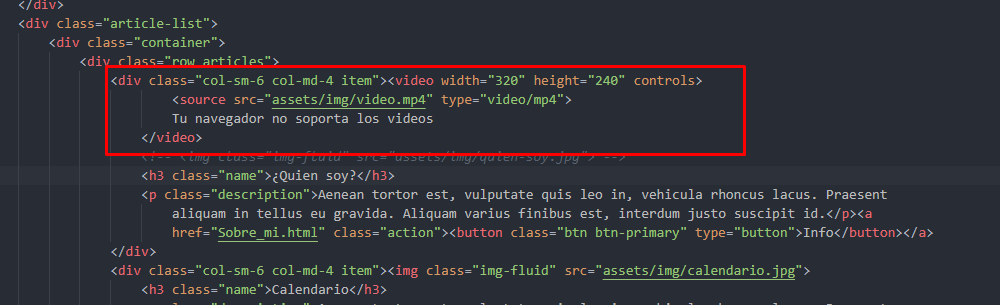 </div>
<div class="article-list">
<div class="container">
<div class="row articles">
<div class="col-sm-6 col-md-4 item"><video width="320" height="240" controls>
<source src="assets/img/video.mp4" type="video/mp4">
Tu navegador no soporta los videos
</video>
<!-- <img class="img-fluid" src="assets/img/quien-soy.jpg"> -->
<h3 class="name">¿Quien soy?</h3>
<p class="description">Aenean tortor est, vulputate quis leo in, vehicula rhoncus lacus. Praesent
aliquam in tellus eu gravida. Aliquam varius finibus est, interdum justo suscipit id.</p><a
href="Sobre_mi.html" class="action"><button class="btn btn-primary" type="button">Info</button></a>
</div>
<div class="col-sm-6 col-md-4 item"><img class="img-fluid" src="assets/img/calendario.jpg">
<h3 class="name">Calendario</h3>